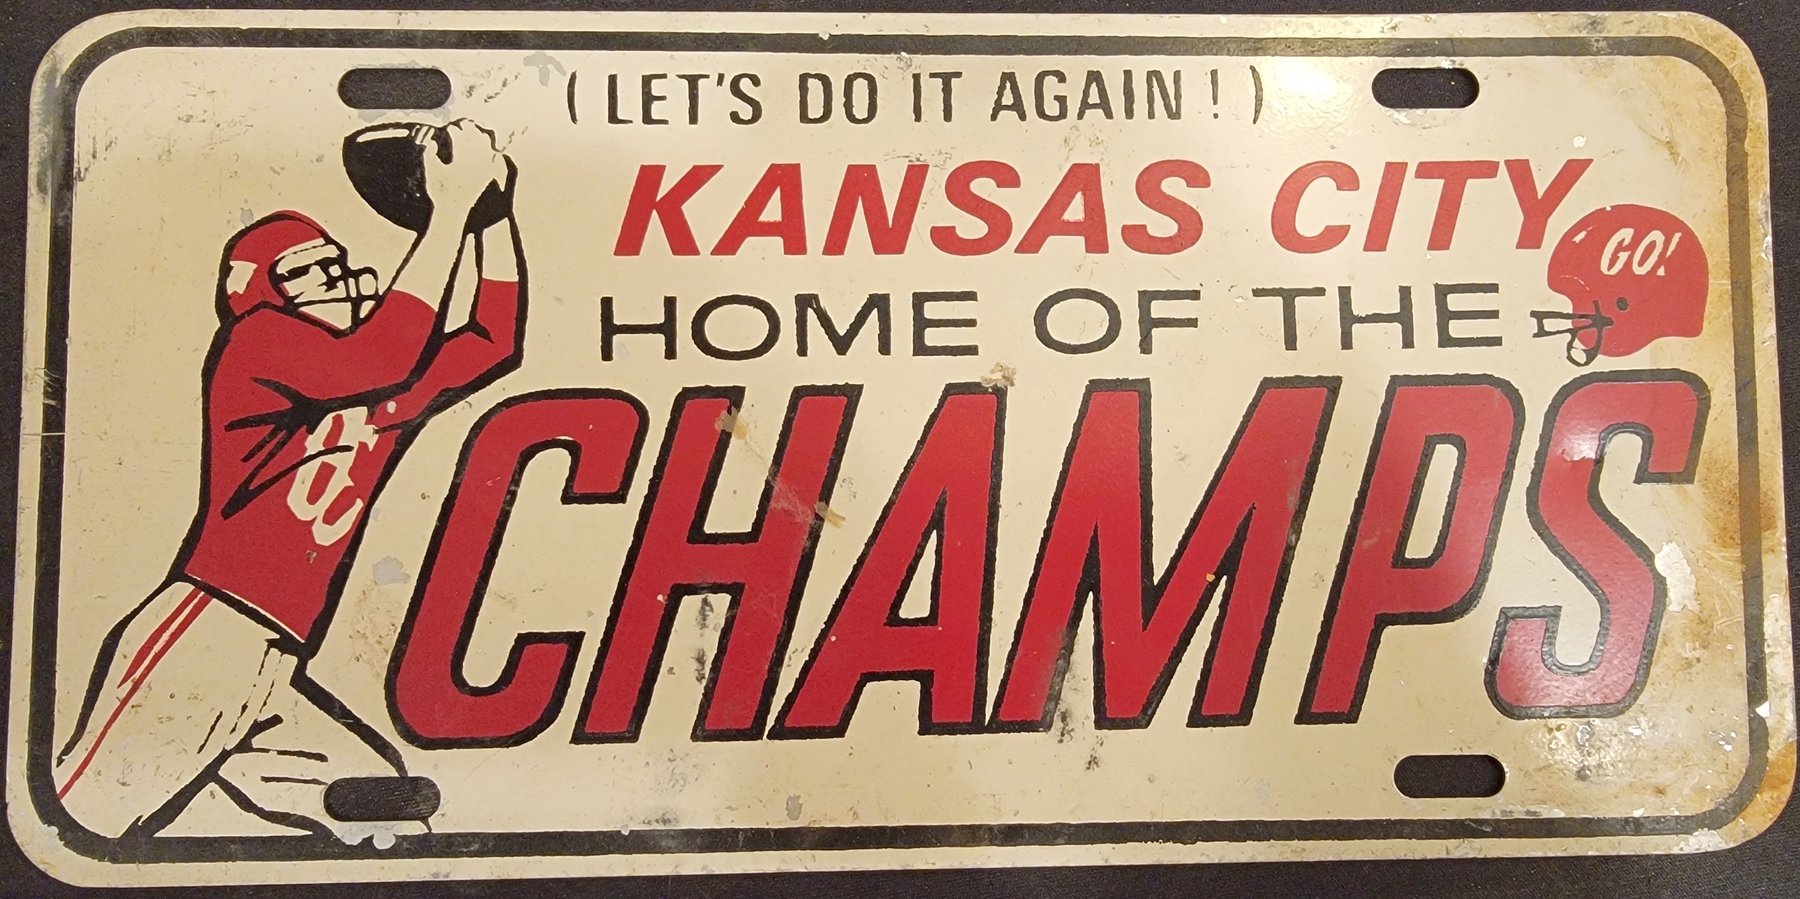 ( LET'S DO IT AGAIN ! )
KANSAS CITY
GO!
HOME OF THE
CHAMPS